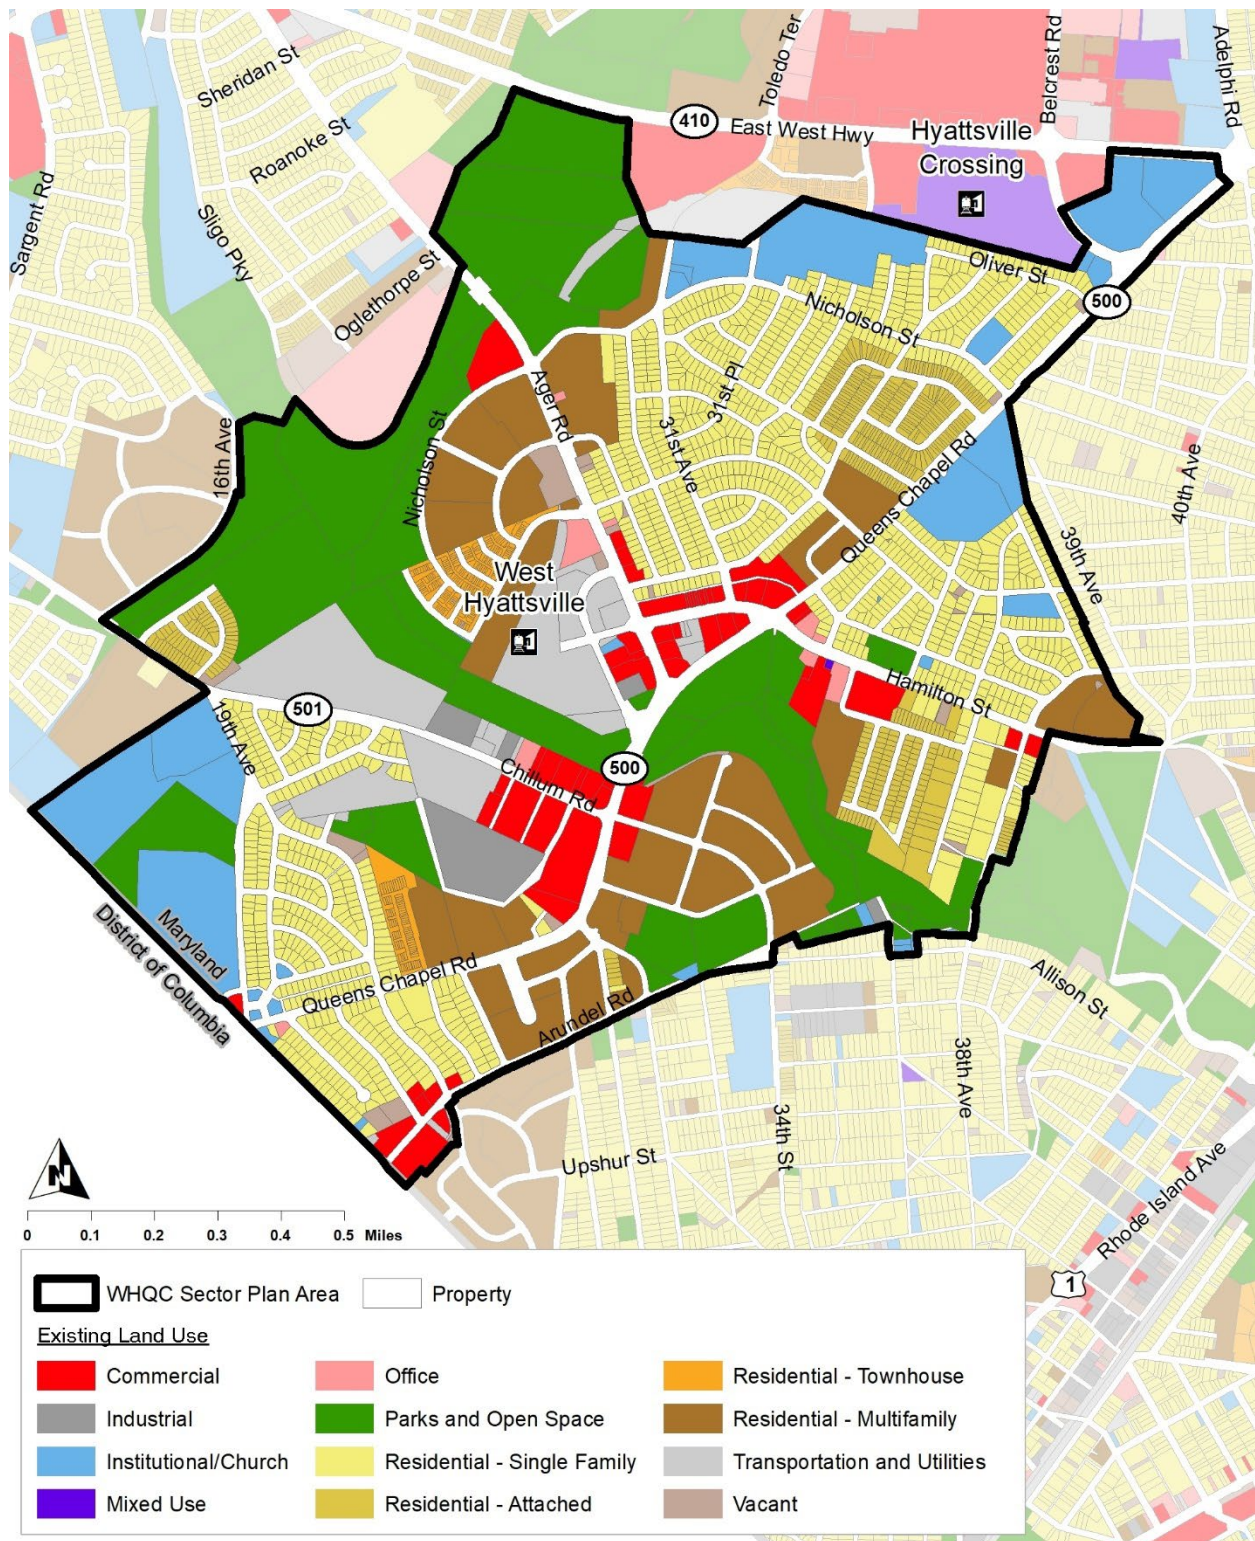 Sheridan St
Toledo Ter
Belcrest Rd
Adelphi Rd
410
East West Hwy
Roanoke St
Hyattsville
Crossing
Sargent Rd
Sligo Pky
Oglethorpe St
Oliver St
Nicholson St
500
Ager Rd
31st Pl
31st Ave
Nicholson St
16th Ave
Queens Chapel Rd
40th Ave
39th Ave
West
Hyattsville
Hamilton St
501
19th Ave
500
Chillum Rd
Maryland
District of Columbia
Queens Chapel Rd
Arundel Rd
Allison St
38th Ave
34th St
Upshur St
Rhode Island Ave
1
N
0 0.1 0.2 0.3 0.4 0.5 Miles
WHQC Sector Plan Area Property
Existing Land Use
Commercial Office Residential - Townhouse
Industrial Parks and Open Space Residential - Multifamily
Institutional/Church Residential - Single Family Transportation and Utilities
Mixed Use Residential - Attached Vacant